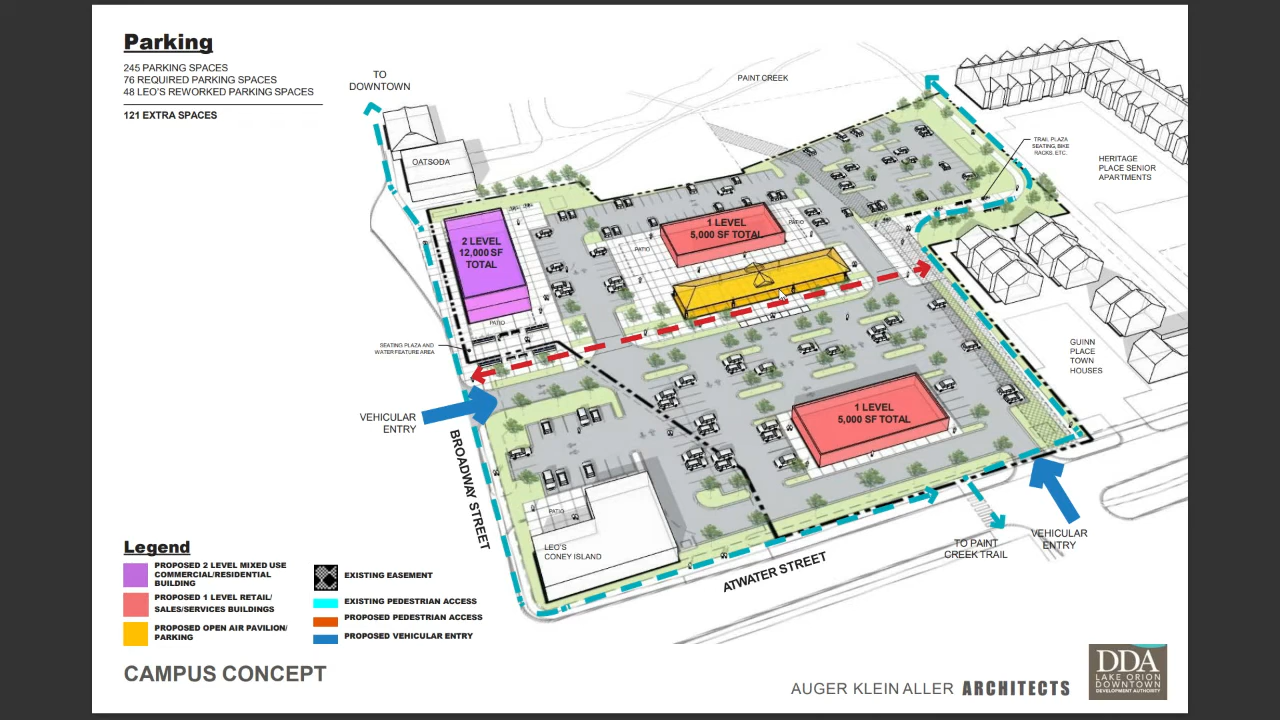 Parking
245 PARKING SPACES
76 REQUIRED PARKING SPACES
48 LEO'S REWORKED PARKING SPACES
121 EXTRA SPACES
TO
DOWNTOWN
PAINT CREEK
OATSODA
TRAIL PLAZA
SEATING, BIKE
RACKS. ETC.
HERITAGE
PLACE SENIOR
APARTMENTS
2 LEVEL
12,000 SF
TOTAL
1 LEVEL
5,000 SF TOTAL
PATIO
PATIO
PATIO
SEATING PLAZA AND
WATER FEATURE AREA
GUINN
PLACE
TOWN
HOUSES
VEHICULAR
ENTRY
1 LEVEL
5,000 SF TOTAL
BROADWAY STREET
PATIO
LEO'S
CONEY ISLAND
TO PAINT
CREEK TRAIL
VEHICULAR
ENTRY
ATWATER STREET
Legend
PROPOSED 2 LEVEL MIXED USE
COMMERCIAL/RESIDENTIAL
BUILDING
PROPOSED 1 LEVEL RETAIL/
SALES/SERVICES BUILDINGS
PROPOSED OPEN AIR PAVILION/
PARKING
EXISTING EASEMENT
EXISTING PEDESTRIAN ACCESS
PROPOSED PEDESTRIAN ACCESS
PROPOSED VEHICULAR ENTRY
CAMPUS CONCEPT
AUGER KLEIN ALLER ARCHITECTS
DDA
LAKE ORION
DOWNTOWN
DEVELOPMENT AUTHORITY